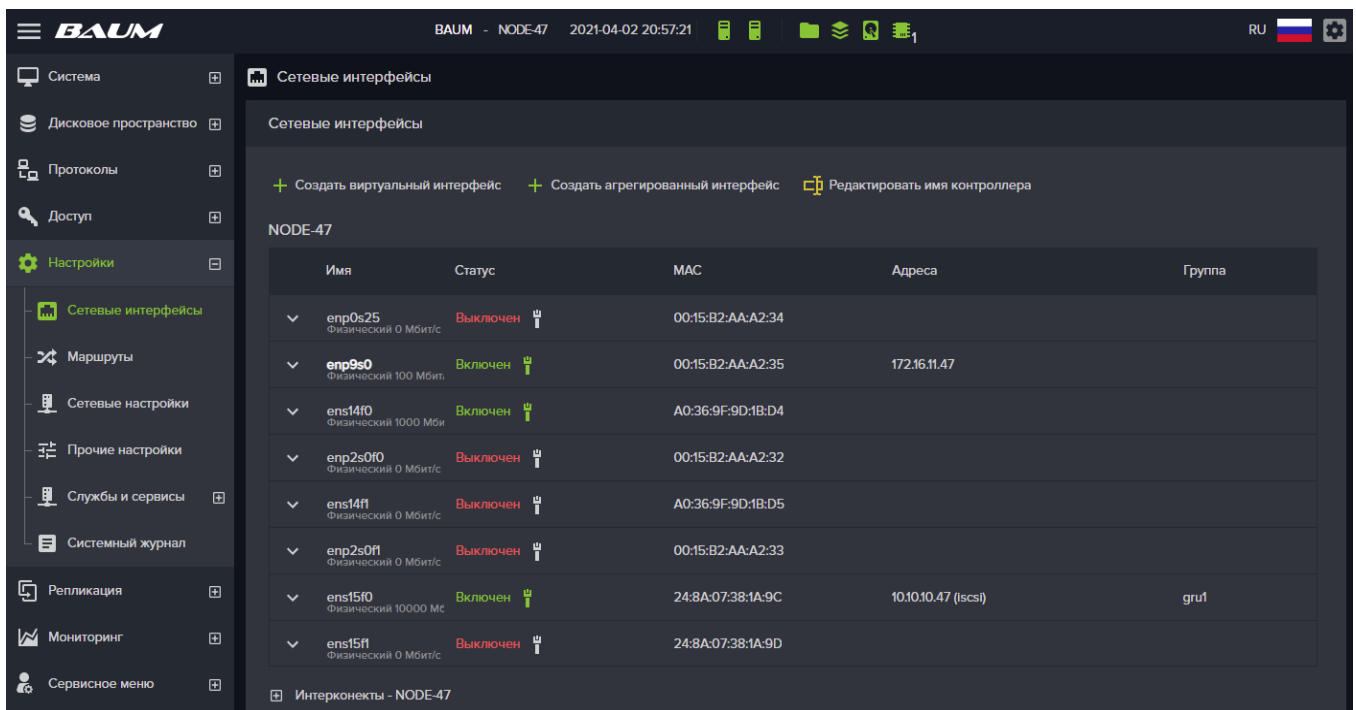 BAUM
BAUM - NODE-47 2021-04-02 20:57:21 1 RU
Система
Дисковое пространство
Протоколы
Доступ
Настройки
Сетевые интерфейсы
Маршруты
Сетевые настройки
Прочие настройки
Службы и сервисы
Системный журнал
Репликация
Мониторинг
Сервисное меню
Сетевые интерфейсы
Сетевые интерфейсы
Создать виртуальный интерфейс Создать агрегированный интерфейс Редактировать имя контроллера
NODE-47
Имя Статус MAC Адреса Группа
enp0s25 Выключен 00:15:B2:AA:A2:34
Физический 0 Мбит/с
enp9s0 Включен 00:15:B2:AA:A2:35 172.16.11.47
Физический 100 Мбит/
ens14f0 Включен A0:36:9F:9D:1B:D4
Физический 1000 Мби
enp2s0f0 Выключен 00:15:B2:AA:A2:32
Физический 0 Мбит/с
ens14f1 Выключен A0:36:9F:9D:1B:D5
Физический 0 Мбит/с
enp2s0f1 Выключен 00:15:B2:AA:A2:33
Физический 0 Мбит/с
ens15f0 Включен 24:8A:07:38:1A:9C 10.10.10.47 (iscsi) gru1
Физический 10000 Мб
ens15f1 Выключен 24:8A:07:38:1A:9D
Физический 0 Мбит/с
Интерконекты - NODE-47